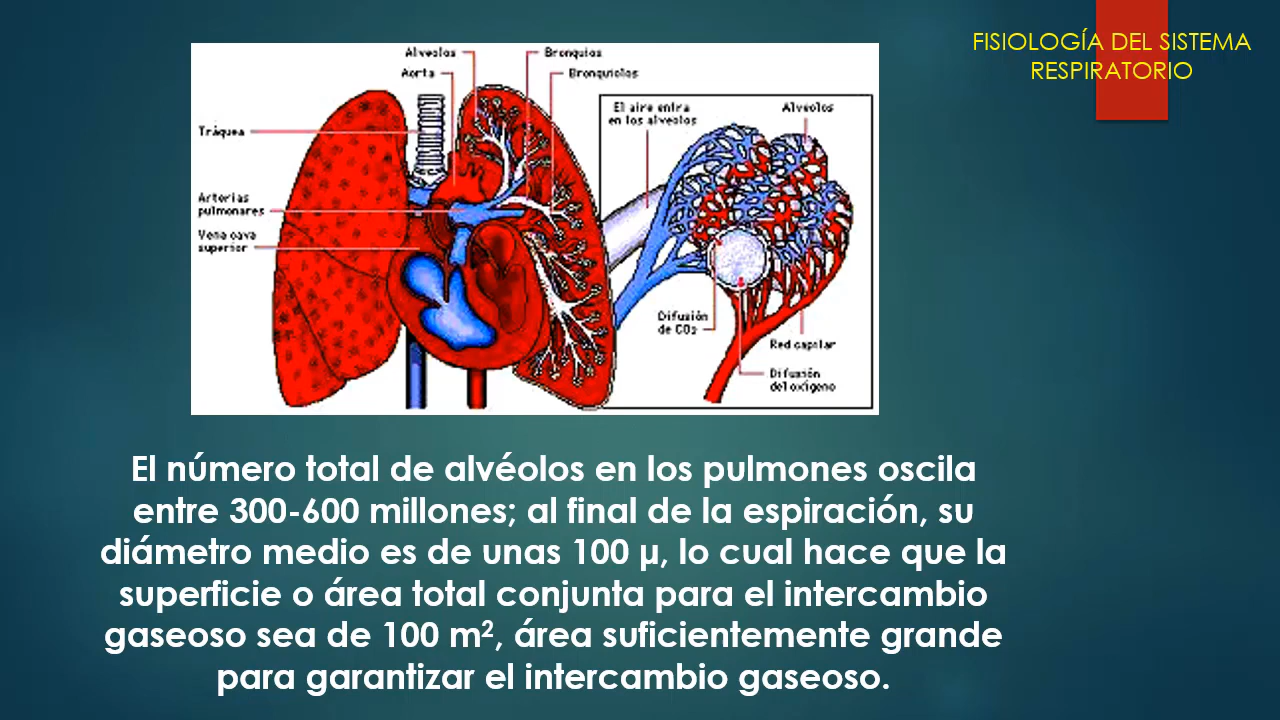 FISIOLOGÍA DEL SISTEMA
RESPIRATORIO
Alveolos
Bronquios
Aorta
Bronquiolos
Tráquea
Arterias
pulmonares
Vena cava
superior
El aire entra
en los alveolos
Alveolos
Difusión
de CO₂
Red capilar
Difusión
del oxígeno
El número total de alvéolos en los pulmones oscila
entre 300-600 millones; al final de la espiración, su
diámetro medio es de unas 100 µ, lo cual hace que la
superficie o área total conjunta para el intercambio
gaseoso sea de 100 m², área suficientemente grande
para garantizar el intercambio gaseoso.